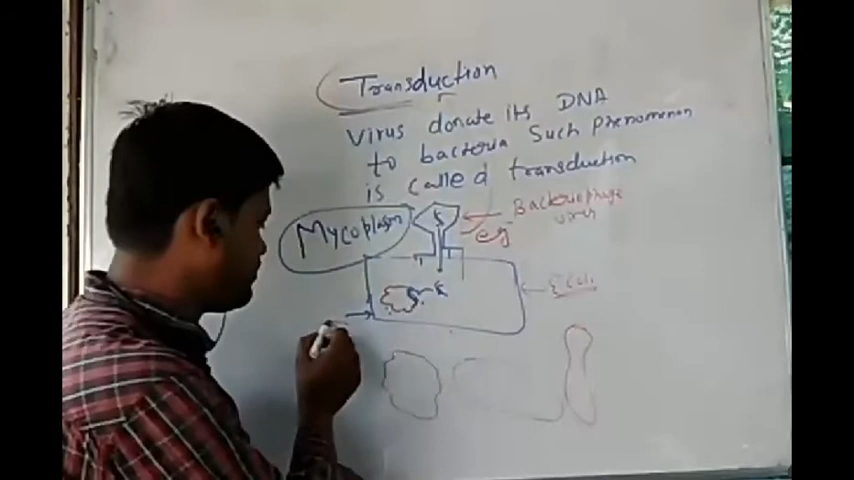 Transduction
Virus donate its DNA
to bacteria Such Phenomenon
is called transduction
Mycoplasm
Bacteriophage
virus
eg
E Coli